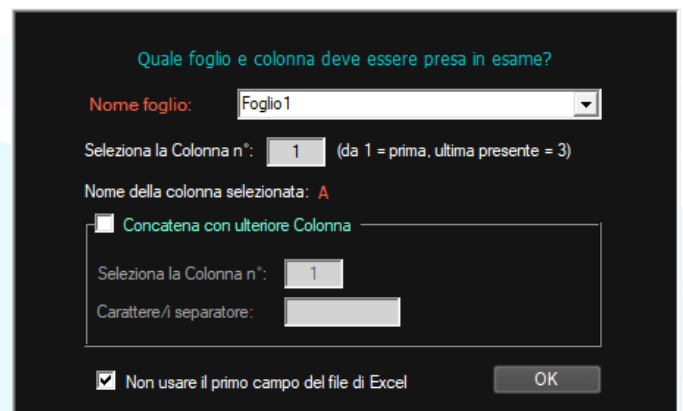 Quale foglio e colonna deve essere presa in esame?
Nome foglio: Foglio1
Seleziona la Colonna n°: 1 (da 1 = prima, ultima presente = 3)
Nome della colonna selezionata: A
Concatena con ulteriore Colonna
Seleziona la Colonna n°: 1
Carattere/i separatore:
Non usare il primo campo del file di Excel OK